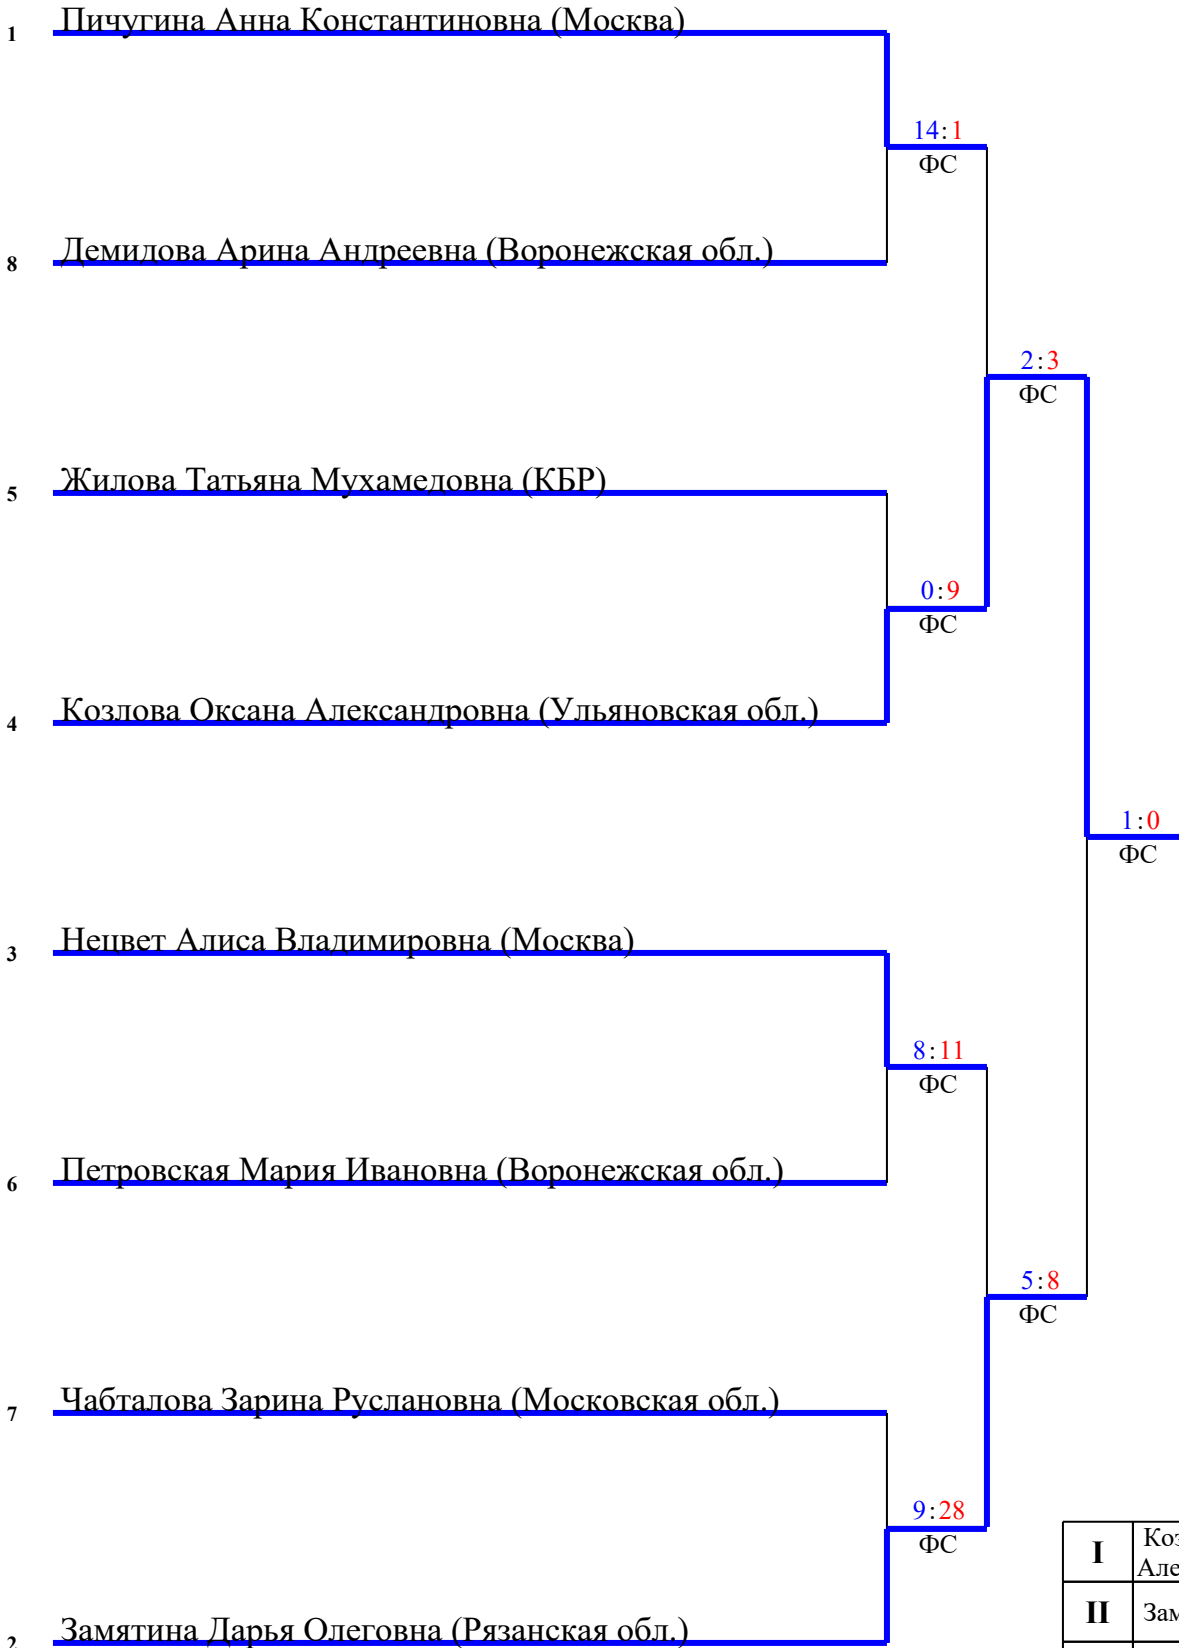 1 Пичугина Анна Константиновна (Москва)
14:1
ФС
8 Демидова Арина Андреевна (Воронежская обл.)
2:3
ФС
5 Жилова Татьяна Мухамедовна (КБР)
0:9
ФС
4 Козлова Оксана Александровна (Ульяновская обл.)
1:0
ФС
3 Нецвет Алиса Владимировна (Москва)
8:11
ФС
6 Петровская Мария Ивановна (Воронежская обл.)
5:8
ФС
7 Чабталова Зарина Руслановна (Московская обл.)
9:28
ФС
I
II
2 Замятина Дарья Олеговна (Рязанская обл.)